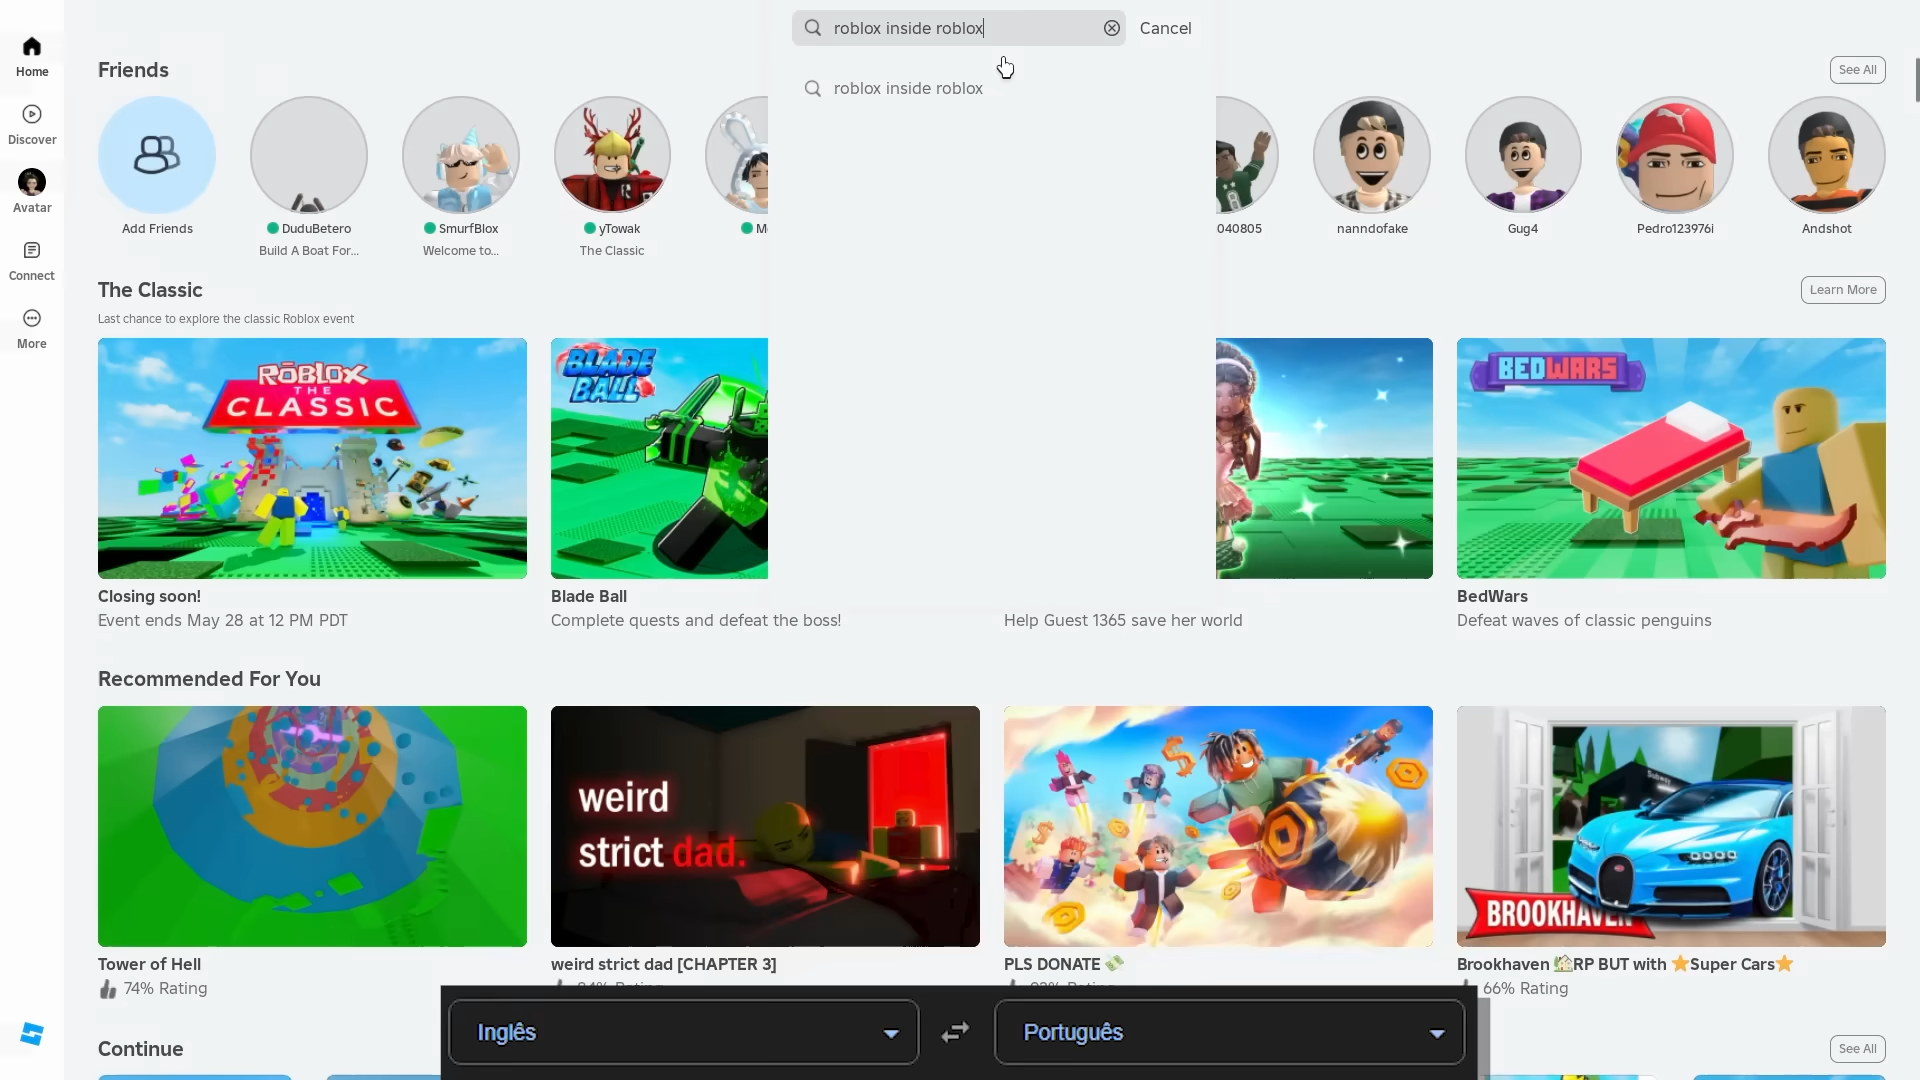 roblox inside roblox
Cancel
roblox inside roblox
Home
Discover
Avatar
Connect
More
Friends
See All
Add Friends
DuduBetero
Build A Boat For...
SmurfBlox
Welcome to...
yTowak
The Classic
040805
nanndofake
Gug4
Pedro123976i
Andshot
The Classic
Learn More
Last chance to explore the classic Roblox event
ROBLOX
THE
CLASSIC
BLADE
BALL
BEDWARS
Closing soon!
Event ends May 28 at 12 PM PDT
Blade Ball
Complete quests and defeat the boss!
Help Guest 1365 save her world
BedWars
Defeat waves of classic penguins
Recommended For You
weird
strict dad.
Subway
BROOKHAVEN
Tower of Hell
74% Rating
weird strict dad [CHAPTER 3]
PLS DONATE 💸
Brookhaven 🏡RP BUT with ⭐Super Cars⭐
66% Rating
Inglês
Português
Continue
See All